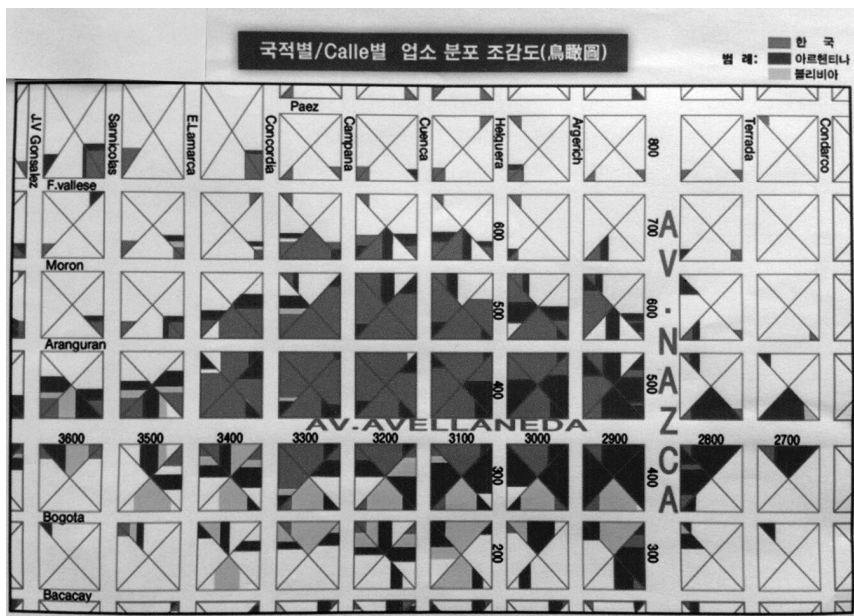 국적별/Calle별 업소 분포 조감도(鳥瞰圖)
범 례:
한 국
아르헨티나
볼리비아
Paez
J.V Gonsalez
Sannicolas
E.Lamarca
Concordia
Campana
Cuenca
Helguera
Argerich
800
Terrada
Condarco
F.vallese
600
700
AV.NAZCA
Moron
500
600
Aranguran
400
500
AV-AVELLANEDA
3600
3500
3400
3300
3200
3100
3000
2900
2800
2700
300
400
Bogota
200
300
Bacacay